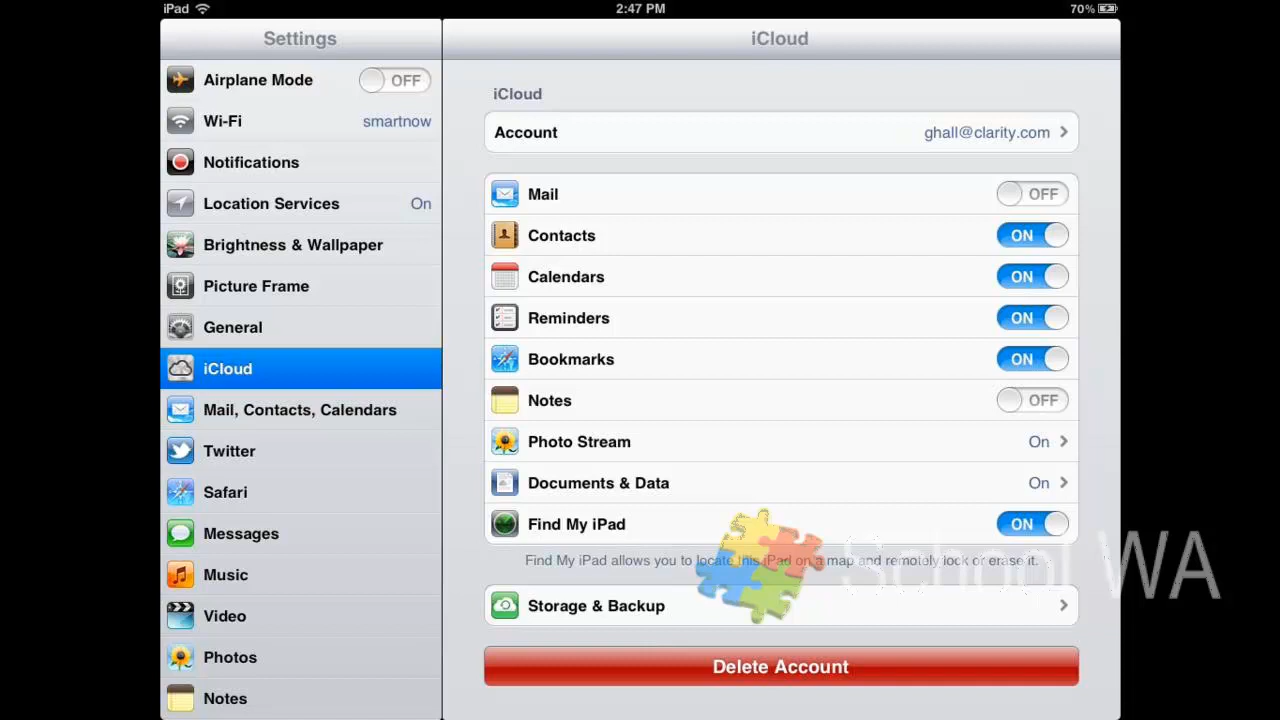 iPad
2:47 PM
70%
Settings
Airplane Mode OFF
Wi-Fi smartnow
Notifications
Location Services On
Brightness & Wallpaper
Picture Frame
General
iCloud
Mail, Contacts, Calendars
Twitter
Safari
Messages
Music
Video
Photos
Notes
iCloud
iCloud
Account ghall@clarity.com
Mail OFF
Contacts ON
Calendars ON
Reminders ON
Bookmarks ON
Notes OFF
Photo Stream On
Documents & Data On
Find My iPad ON
Find My iPad allows you to locate this iPad on a map and remotely lock or erase it.
School WA
Storage & Backup
Delete Account